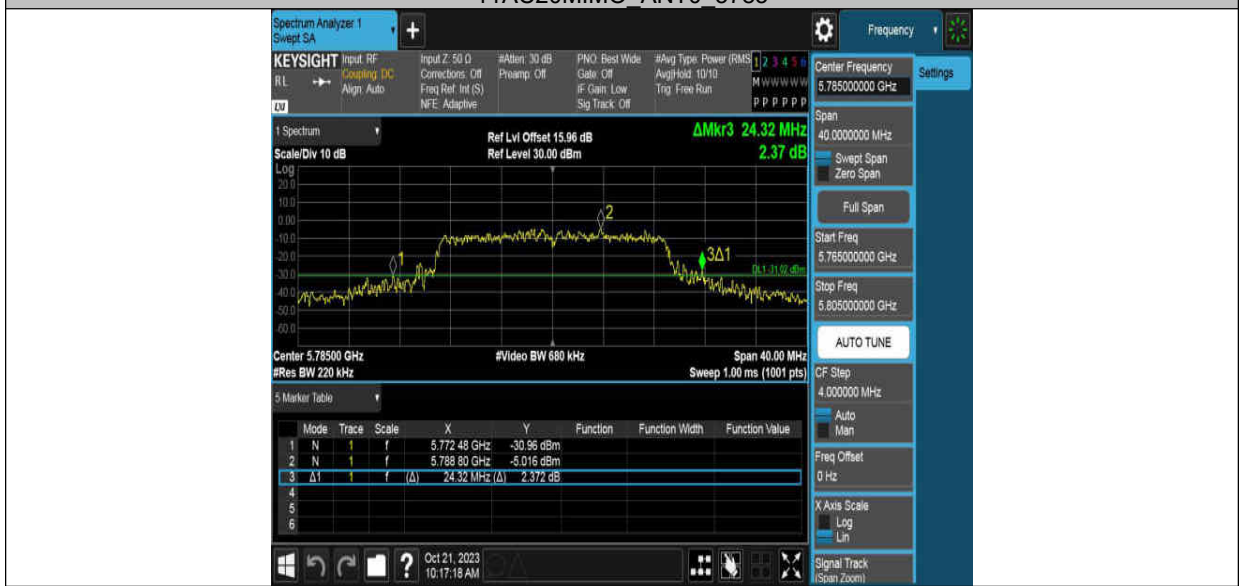 Spectrum Analyzer 1
Swept SA
+
Frequency
KEYSIGHT
RL
Input: RF
Coupling: DC
Align: Auto
Input Z: 50 Ω
Corrections: Off
Freq Ref: Int (S)
NFE: Adaptive
#Atten: 30 dB
Preamp: Off
PNO: Best Wide
Gate: Off
IF Gain: Low
Sig Track: Off
#Avg Type: Power (RMS
Avg|Hold: 10/10
Trig: Free Run
1 2 3 4 5 6
M W W W W W
P P P P P P
Center Frequency
5.785000000 GHz
Settings
1 Spectrum
Scale/Div 10 dB
Ref Lvl Offset 15.96 dB
Ref Level 30.00 dBm
ΔMkr3 24.32 MHz
2.37 dB
Log
20.0
10.0
0.00
-10.0
-20.0
-30.0
-40.0
-50.0
-60.0
1
2
3Δ1
DL1 -31.02 dBm
Center 5.78500 GHz
#Video BW 680 kHz
Span 40.00 MHz
#Res BW 220 kHz
Sweep 1.00 ms (1001 pts)
Span
40.0000000 MHz
Swept Span
Zero Span
Full Span
Start Freq
5.765000000 GHz
Stop Freq
5.805000000 GHz
AUTO TUNE
CF Step
4.000000 MHz
Auto
Man
Freq Offset
0 Hz
X Axis Scale
Log
Lin
Signal Track
(Span Zoom)
5 Marker Table
Mode Trace Scale X Y Function Function Width Function Value
1 N 1 f 5.772 48 GHz -30.96 dBm
2 N 1 f 5.788 80 GHz -5.016 dBm
3 Δ1 1 f (Δ) 24.32 MHz (Δ) 2.372 dB
4
5
6
?
Oct 21, 2023
10:17:18 AM